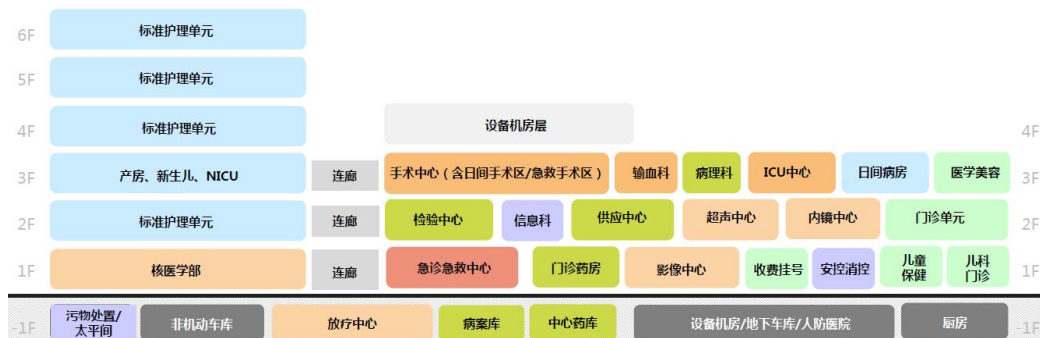 6F 标准护理单元
5F 标准护理单元
4F 标准护理单元 设备机房层 4F
3F 产房、新生儿、NICU 连廊 手术中心（含日间手术区/急救手术区） 输血科 病理科 ICU中心 日间病房 医学美容 3F
2F 标准护理单元 连廊 检验中心 信息科 供应中心 超声中心 内镜中心 门诊单元 2F
1F 核医学部 连廊 急诊急救中心 门诊药房 影像中心 收费挂号 安控消控 儿童 儿科 1F
保健 门诊
-1F 污物处置/ 非机动车库 放疗中心 病案库 中心药库 设备机房/地下车库/人防医院 厨房 -1F
太平间